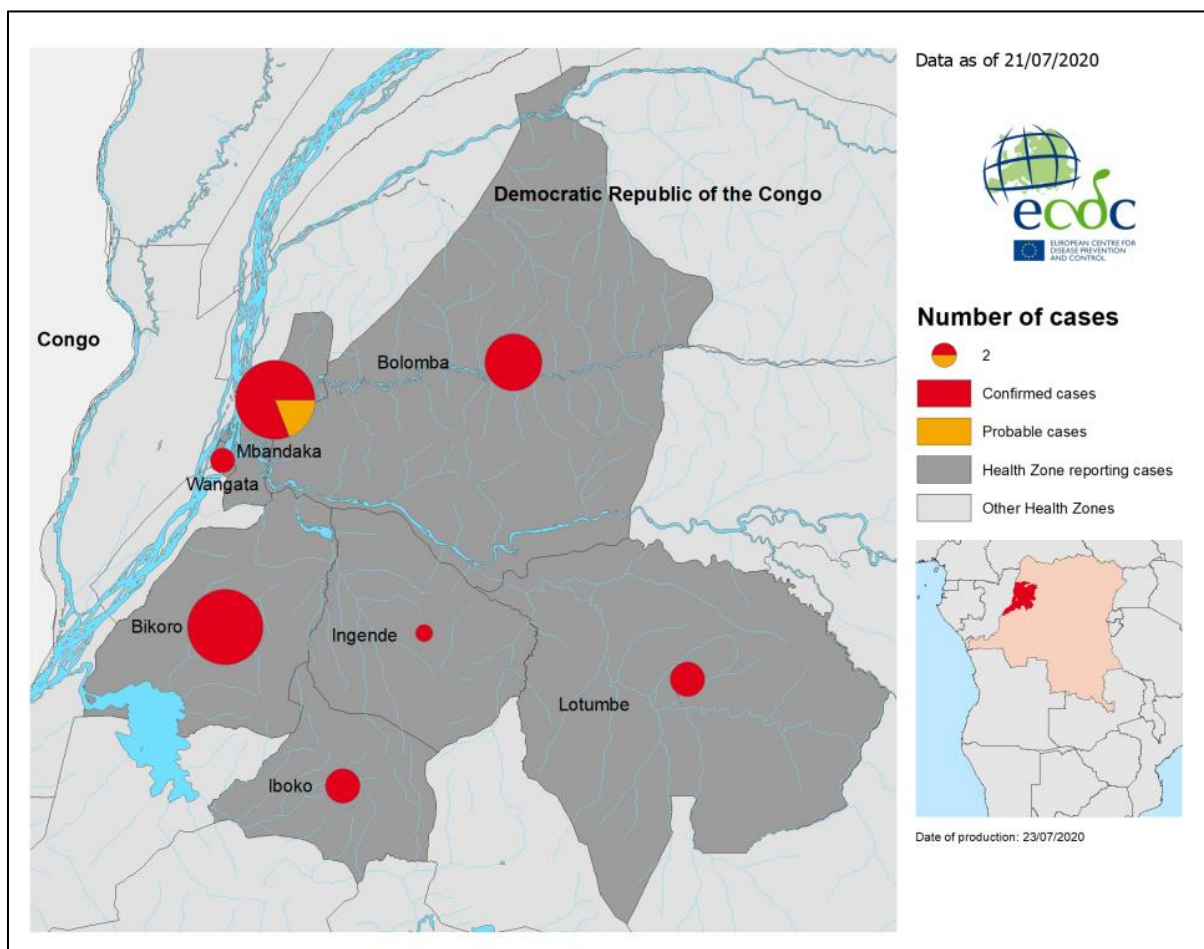 Data as of 21/07/2020
ecdc
EUROPEAN CENTRE FOR
DISEASE PREVENTION
AND CONTROL
Democratic Republic of the Congo
Congo
Bolomba
Mbandaka
Wangata
Bikoro
Ingende
Lotumbe
Iboko
Number of cases
2
Confirmed cases
Probable cases
Health Zone reporting cases
Other Health Zones
Date of production: 23/07/2020